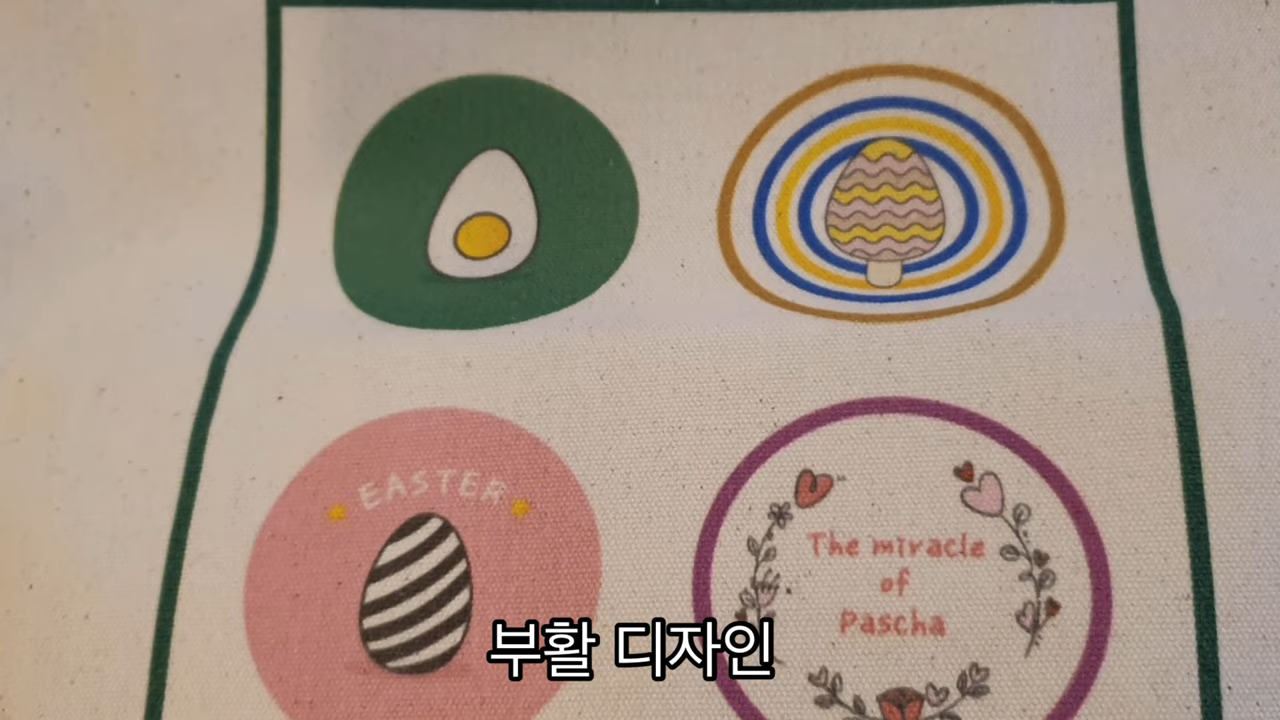 EASTER
The miracle
of
Pascha
부활 디자인